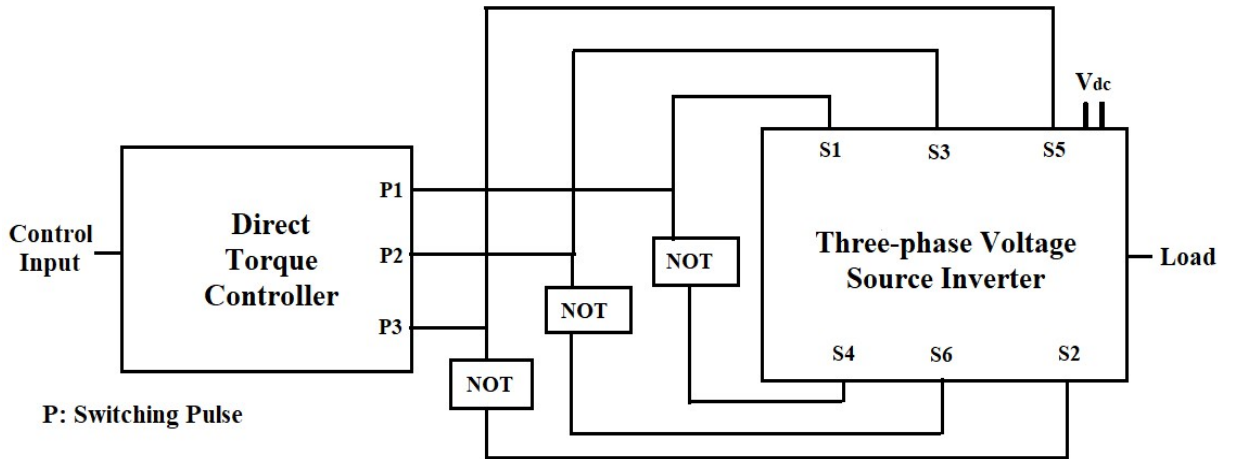 Vdc
S1 S3 S5
P1
Direct
Torque
Controller
P2
P3
Control
Input
NOT
NOT
NOT
Three-phase Voltage
Source Inverter
Load
S4 S6 S2
P: Switching Pulse